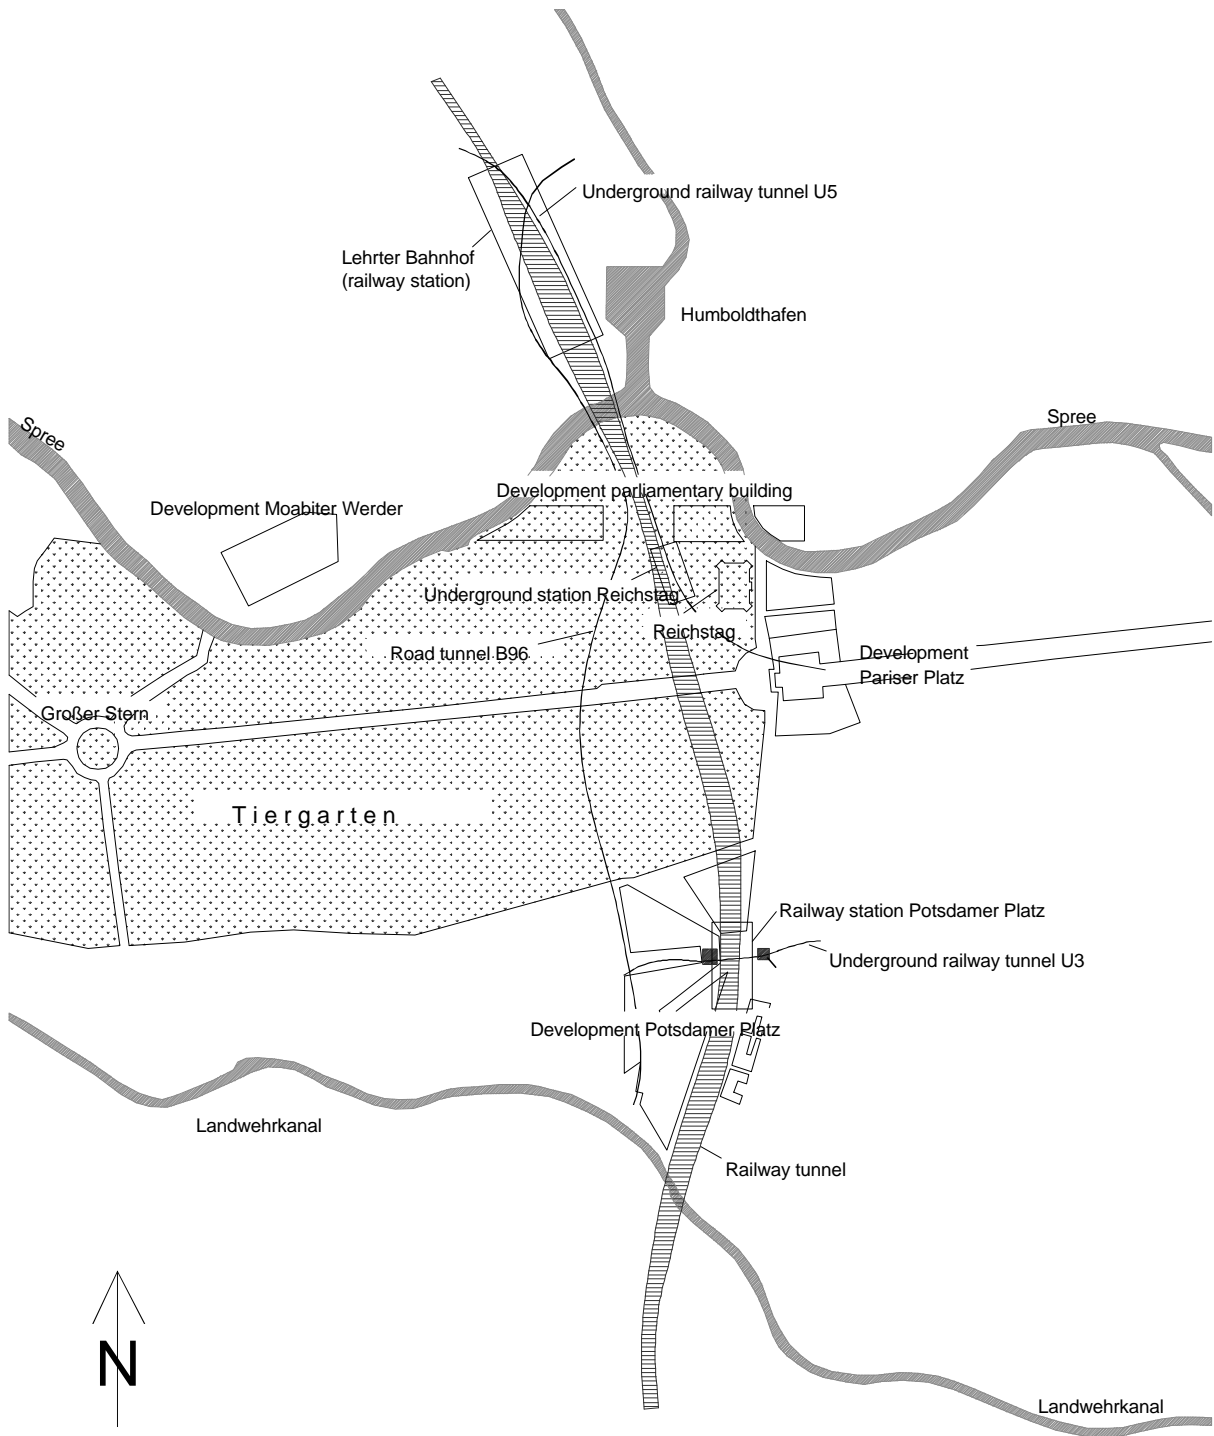 Underground railway tunnel U5
Lehrter Bahnhof
(railway station)
Humboldthafen
Spree
Spree
Development parliamentary building
Development Moabiter Werder
Underground station Reichstag
Reichstag
Road tunnel B96
Development
Pariser Platz
Großer Stern
Tiergarten
Railway station Potsdamer Platz
Underground railway tunnel U3
Development Potsdamer Platz
Landwehrkanal
Railway tunnel
N
Landwehrkanal